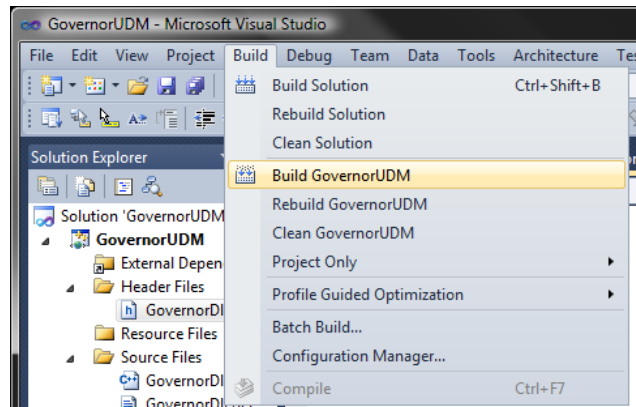 GovernorUDM - Microsoft Visual Studio
File Edit View Project Build Debug Team Data Tools Architecture
Build Solution Ctrl+Shift+B
Rebuild Solution
Clean Solution
Solution Explorer
Build GovernorUDM
Rebuild GovernorUDM
Solution 'GovernorUDM
Clean GovernorUDM
GovernorUDM
Project Only
External Depen
Header Files
Profile Guided Optimization
h GovernorDl
Resource Files
Batch Build...
Source Files
Configuration Manager...
C++ GovernorDl
Compile Ctrl+F7